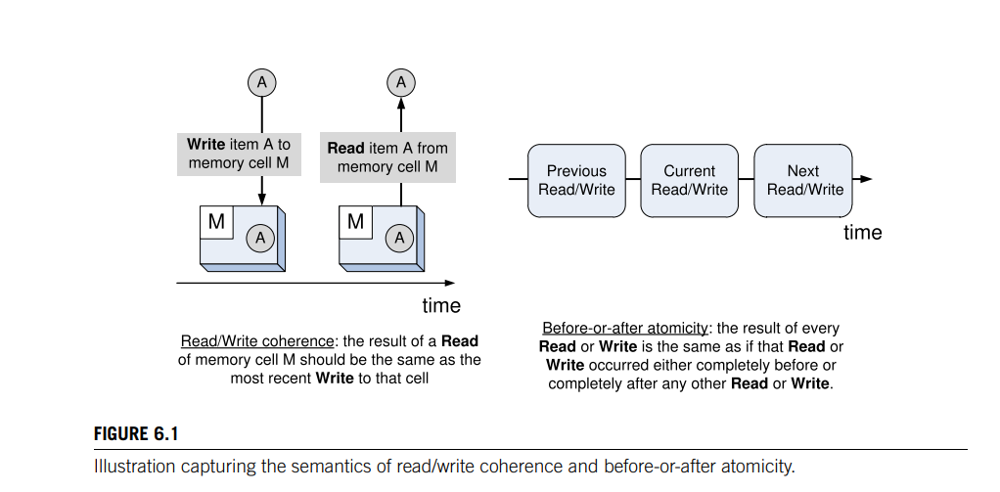 A
Write item A to
memory cell M
M
A
A
Read item A from
memory cell M
M
A
time
Read/Write coherence: the result of a Read
of memory cell M should be the same as the
most recent Write to that cell
Previous
Read/Write
Current
Read/Write
Next
Read/Write
time
Before-or-after atomicity: the result of every
Read or Write is the same as if that Read or
Write occurred either completely before or
completely after any other Read or Write.
FIGURE 6.1
Illustration capturing the semantics of read/write coherence and before-or-after atomicity.